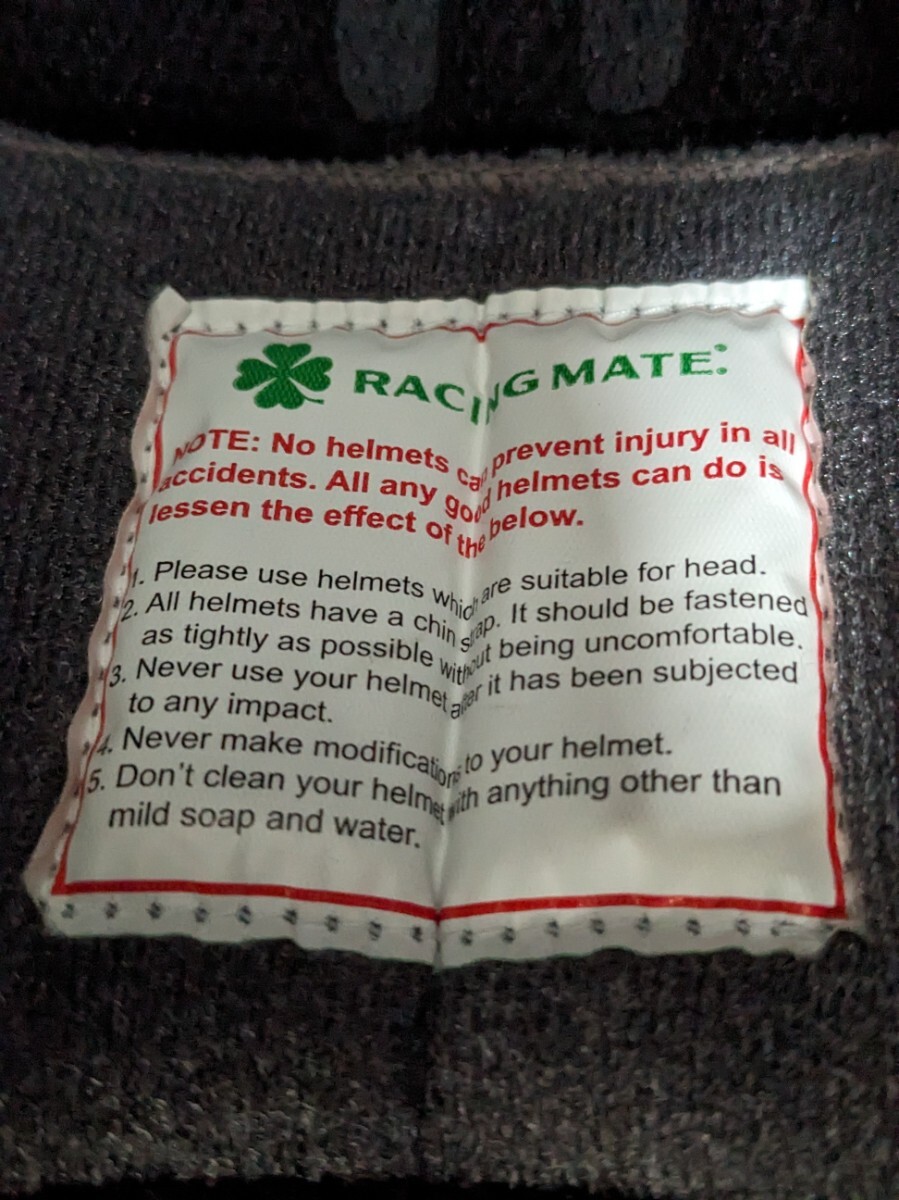 RACING MATE
NOTE: No helmets can prevent injury in all
accidents. All any good helmets can do is
lessen the effect of the below.
1. Please use helmets which are suitable for head.
2. All helmets have a chin strap. It should be fastened
as tightly as possible without being uncomfortable.
3. Never use your helmet after it has been subjected
to any impact.
4. Never make modifications to your helmet.
5. Don't clean your helmet with anything other than
mild soap and water.